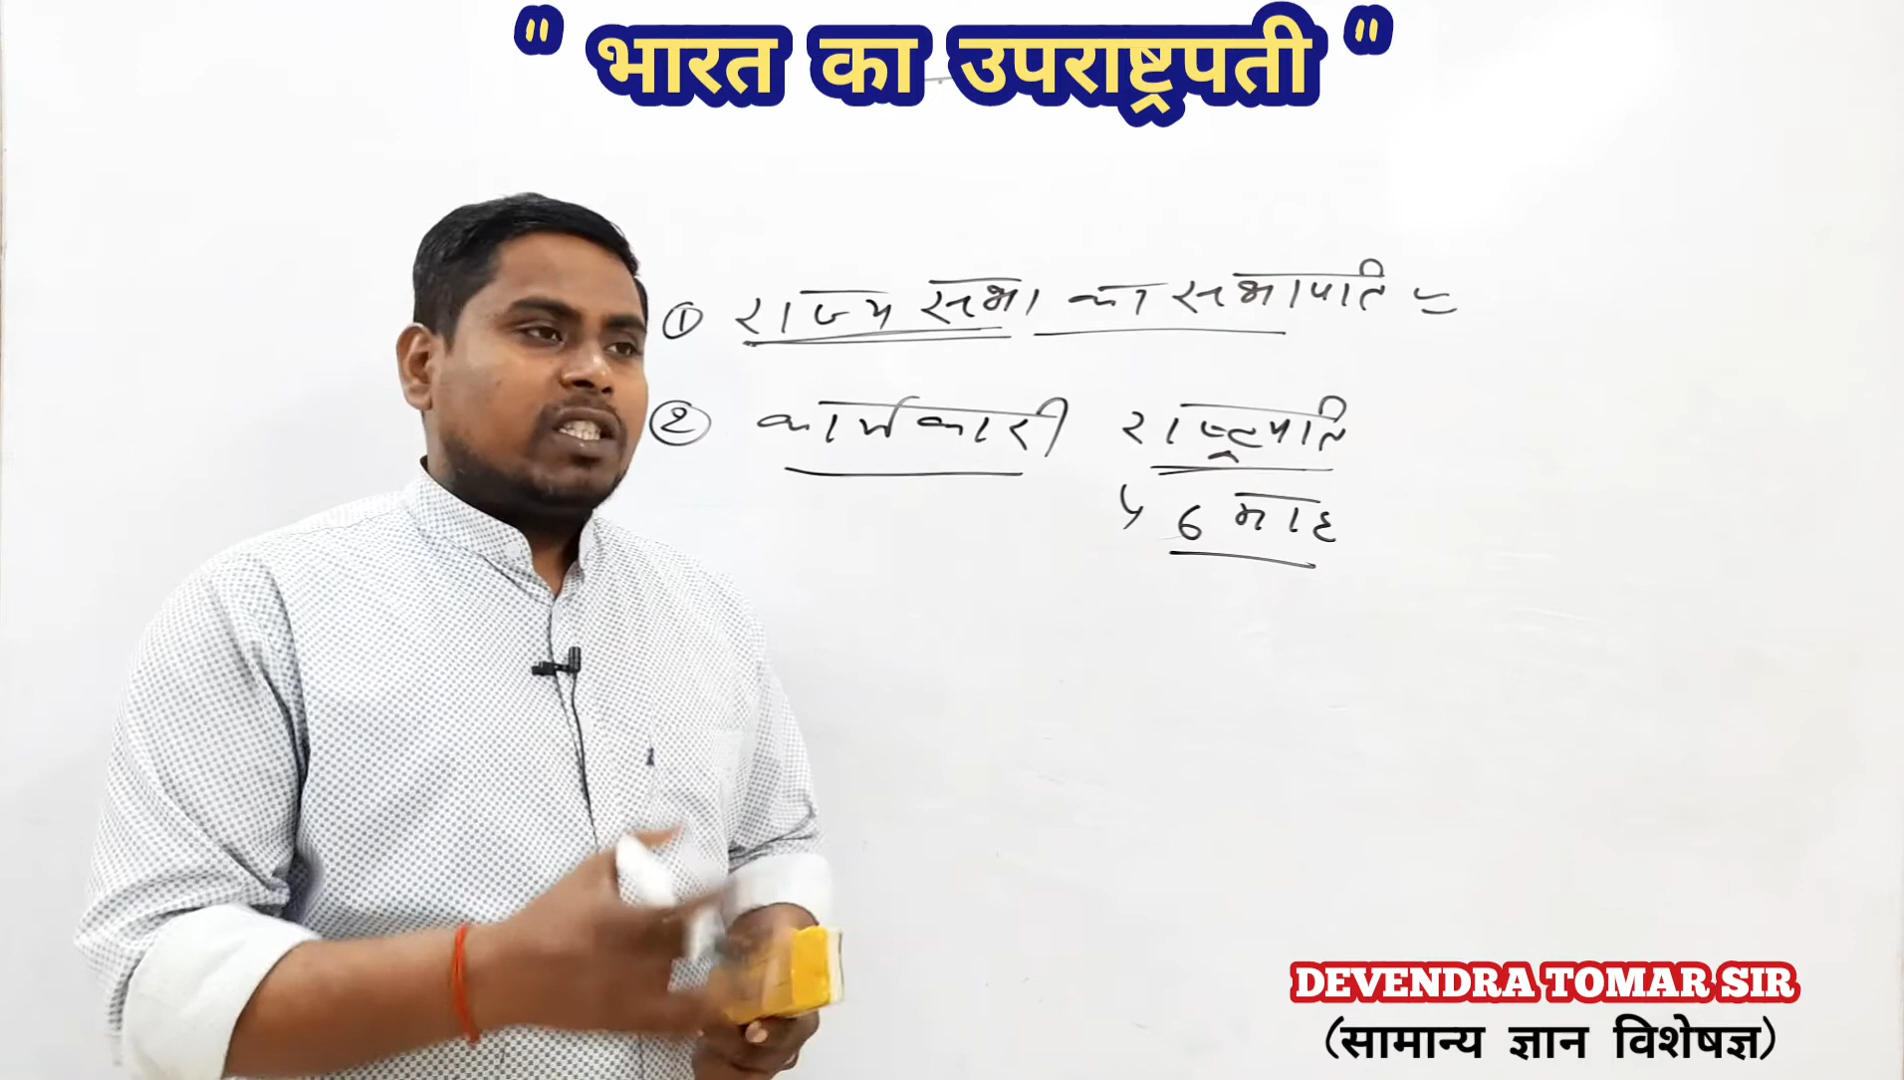 " भारत का उपराष्ट्रपती "
① राज्य सभा का सभापति =
② कार्यकारी राष्ट्रपति
↳ 6 माह
DEVENDRA TOMAR SIR
(सामान्य ज्ञान विशेषज्ञ)